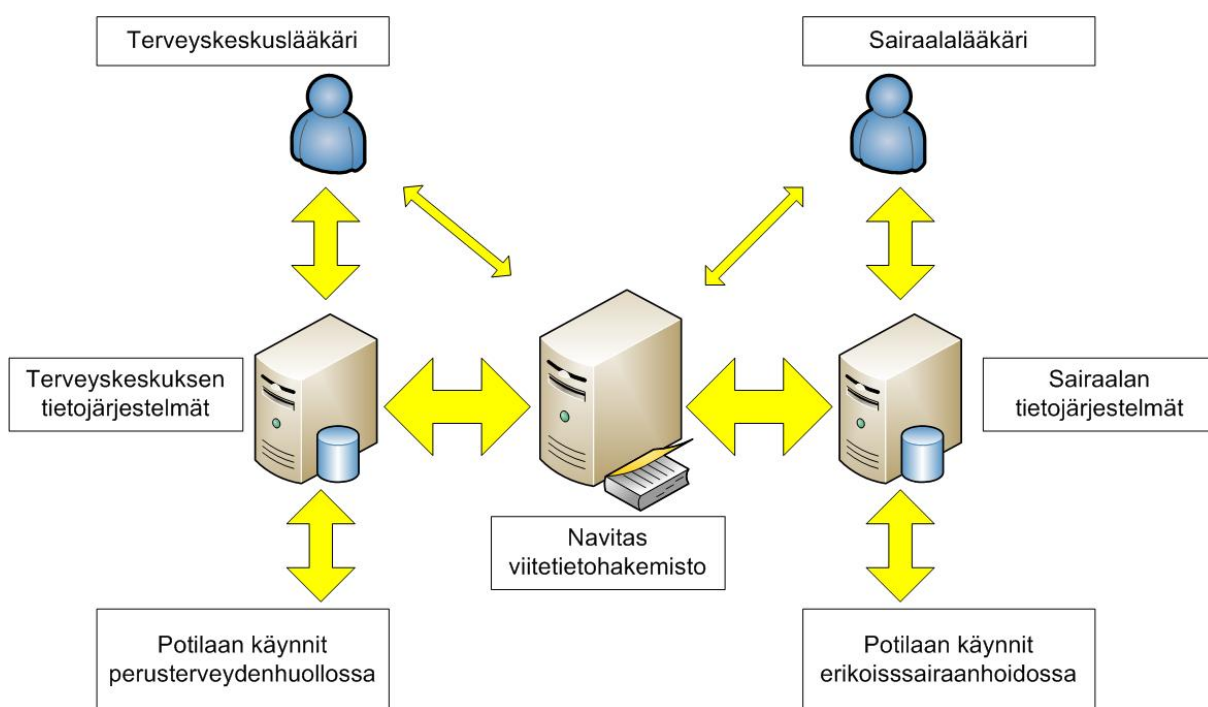 Terveyskeskuslääkäri
Sairaalalääkäri
Terveyskeskuksen
tietojärjestelmät
Sairaalan
tietojärjestelmät
Navitas
viitetietohakemisto
Potilaan käynnit
perusterveydenhuollossa
Potilaan käynnit
erikoisssairaanhoidossa